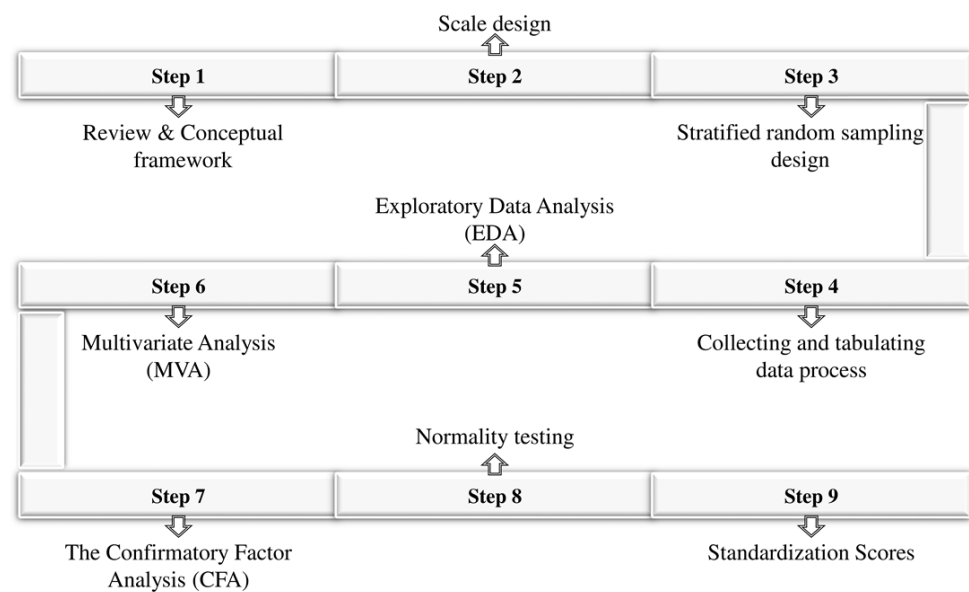 Scale design
Step 1
Step 2
Step 3
Review & Conceptual
framework
Stratified random sampling
design
Exploratory Data Analysis
(EDA)
Step 6
Step 5
Step 4
Multivariate Analysis
(MVA)
Collecting and tabulating
data process
Normality testing
Step 7
Step 8
Step 9
The Confirmatory Factor
Analysis (CFA)
Standardization Scores